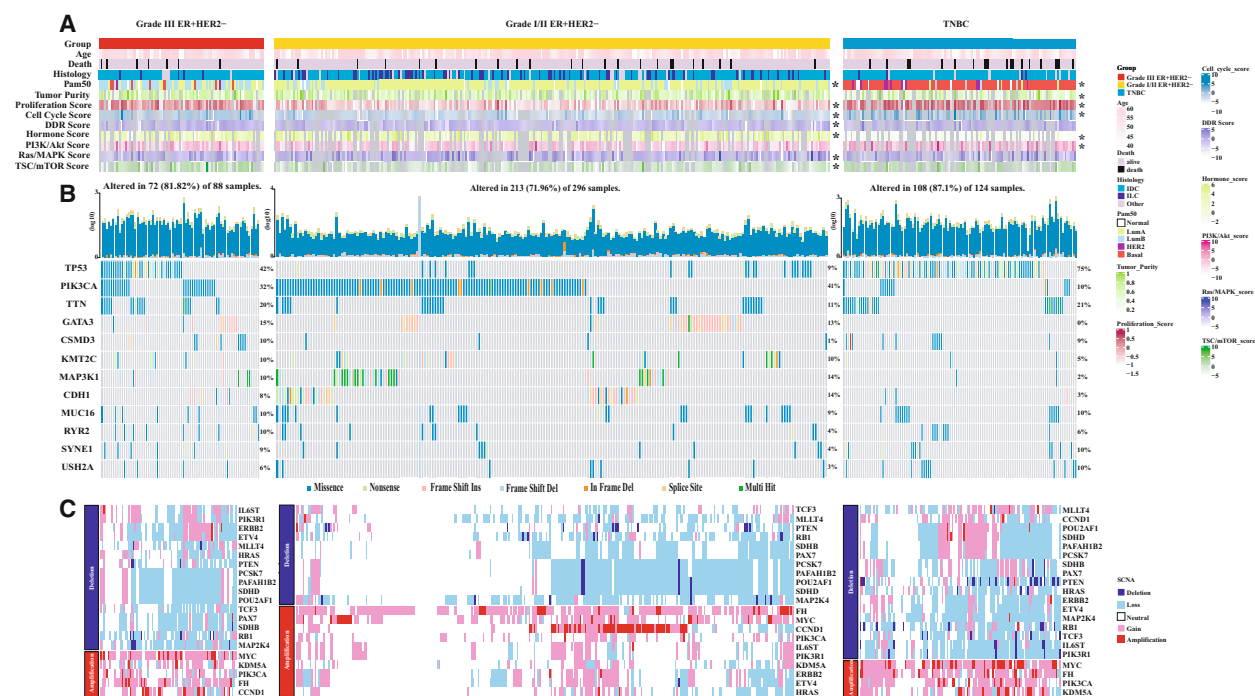 A
Grade III ER+HER2−
Grade I/II ER+HER2−
TNBC
Group
Age
Death
Histology
Pam50
Tumor Purity
Proliferation Score
Cell Cycle Score
DDR Score
Hormone Score
PI3K/Akt Score
Ras/MAPK Score
TSC/mTOR Score
* * * * * *
* * * * * *
B
Altered in 72 (81.82%) of 88 samples.
Altered in 213 (71.96%) of 296 samples.
Altered in 108 (87.1%) of 124 samples.
3
(log10)
0
4
(log10)
0
3
(log10)
0
TP53 42% 9% 75%
PIK3CA 32% 41% 10%
TTN 20% 11% 21%
GATA3 15% 13% 0%
CSMD3 10% 1% 9%
KMT2C 10% 10% 5%
MAP3K1 10% 14% 2%
CDH1 8% 14% 3%
MUC16 10% 9% 10%
RYR2 10% 4% 6%
SYNE1 9% 4% 10%
USH2A 6% 3% 10%
Missence Nonsense Frame Shift Ins Frame Shift Del In Frame Del Splice Site Multi Hit
C
Deletion
Amplification
IL6ST
PIK3R1
ERBB2
ETV4
MLLT4
HRAS
PTEN
PCSK7
PAFAH1B2
SDHD
POU2AF1
TCF3
PAX7
SDHB
RB1
MAP2K4
MYC
KDM5A
PIK3CA
FH
CCND1
Deletion
Amplification
TCF3
MLLT4
PTEN
RB1
SDHB
PAX7
PCSK7
PAFAH1B2
POU2AF1
SDHD
MAP2K4
FH
MYC
CCND1
PIK3CA
IL6ST
PIK3R1
KDM5A
ERBB2
ETV4
HRAS
Deletion
Amplification
MLLT4
CCND1
POU2AF1
SDHD
PAFAH1B2
PCSK7
SDHB
PAX7
PTEN
HRAS
ERBB2
ETV4
MAP2K4
RB1
TCF3
IL6ST
PIK3R1
MYC
FH
PIK3CA
KDM5A
Group
Grade III ER+HER2−
Grade I/II ER+HER2−
TNBC
Age
60
55
50
45
40
Death
alive
death
Histology
IDC
ILC
Other
Pam50
Normal
LumA
LumB
HER2
Basal
Tumor_Purity
1
0.8
0.6
0.4
0.2
Proliferation_Score
1
0.5
0
−0.5
−1
−1.5
Cell_cycle_score
10
5
0
−5
−10
DDR Score
5
0
−5
−10
Hormone_score
6
4
2
0
−2
PI3K/Akt_score
10
5
0
−5
−10
Ras/MAPK_score
10
5
0
−5
TSC/mTOR_score
10
5
0
−5
SCNA
Deletion
Loss
Neutral
Gain
Amplification